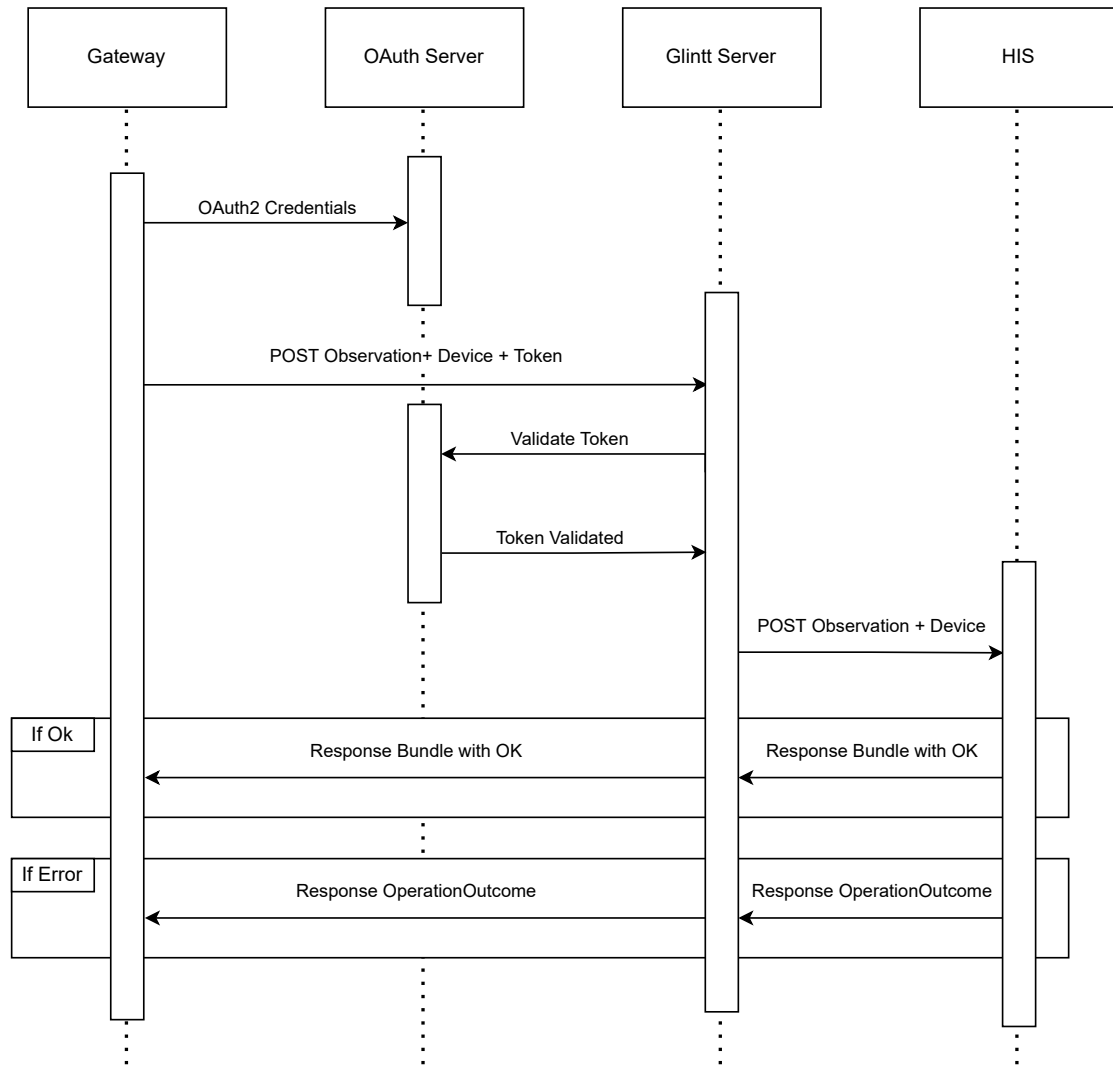 Gateway
OAuth Server
Glintt Server
HIS
OAuth2 Credentials
POST Observation+ Device + Token
Validate Token
Token Validated
POST Observation + Device
If Ok
Response Bundle with OK
Response Bundle with OK
If Error
Response OperationOutcome
Response OperationOutcome